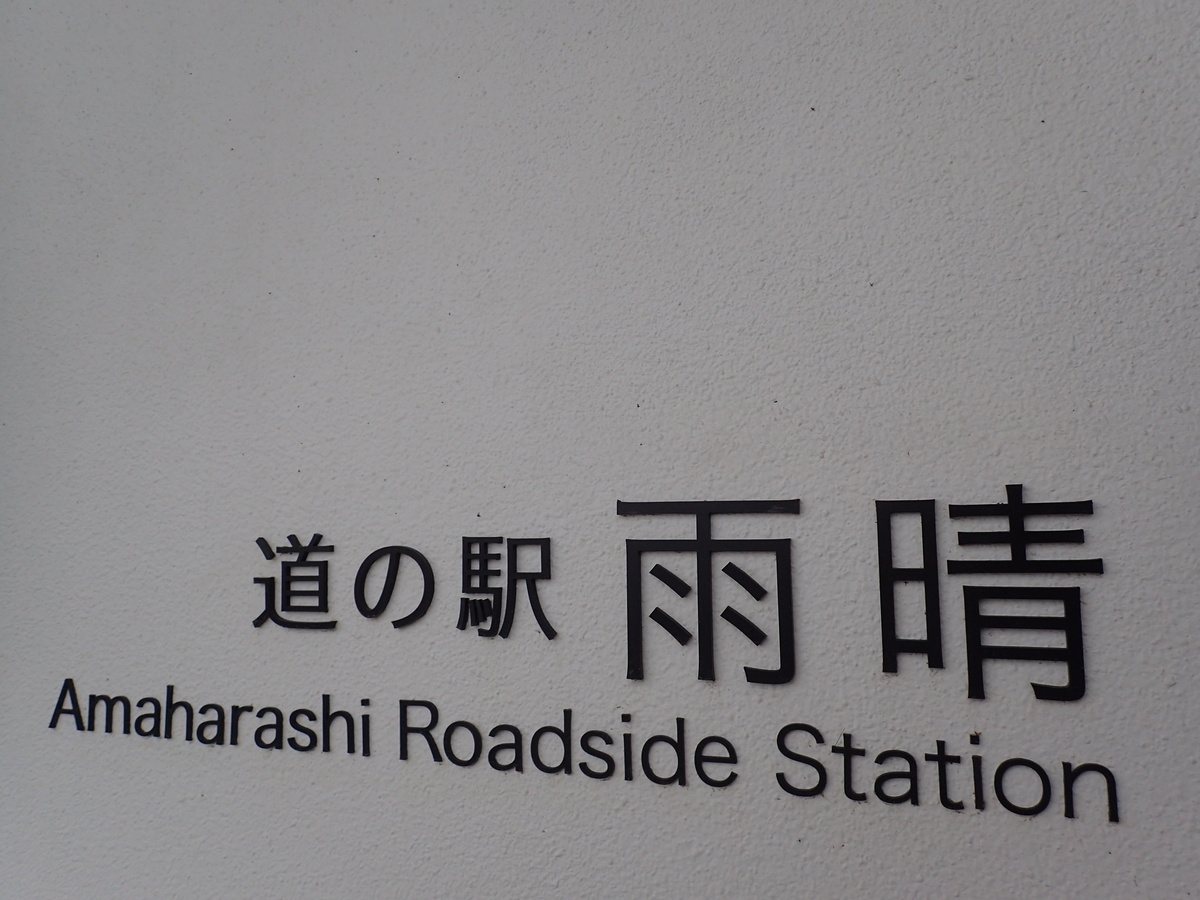 道の駅 雨晴
Amaharashi Roadside Station